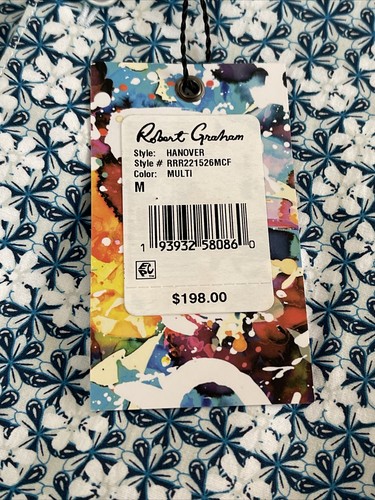 Robert Graham
Style: HANOVER
Style # RRR221526MCF
Color: MULTI
M
1 93932 58086 0
$198.00